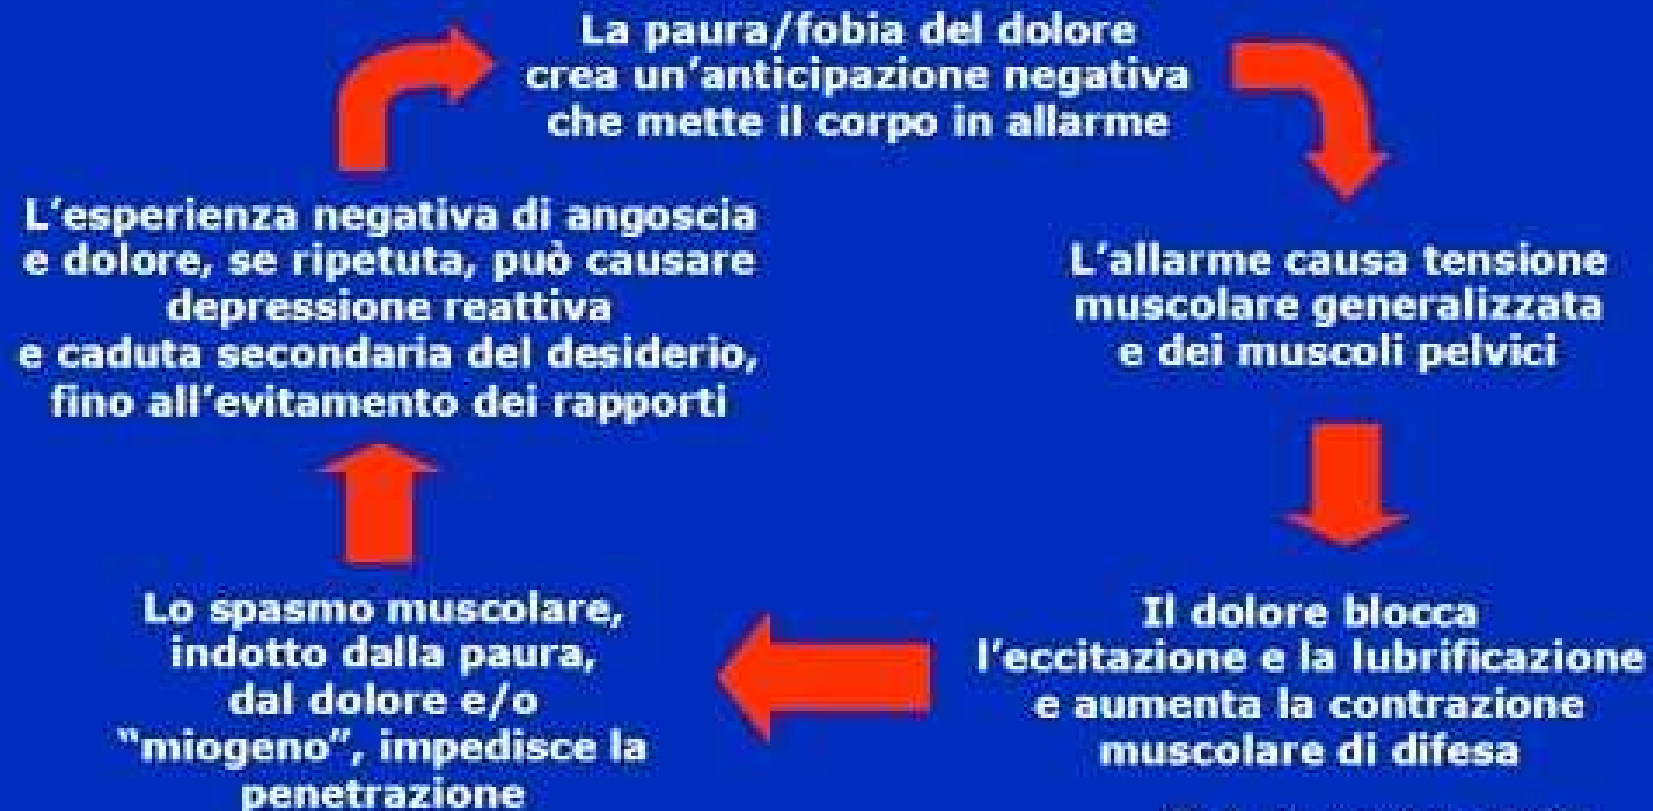 La paura/fobia del dolore
crea un'anticipazione negativa
che mette il corpo in allarme
L'allarme causa tensione
muscolare generalizzata
e dei muscoli pelvici
Il dolore blocca
l'eccitazione e la lubrificazione
e aumenta la contrazione
muscolare di difesa
Lo spasmo muscolare,
indotto dalla paura,
dal dolore e/o
"miogeno", impedisce la
penetrazione
L'esperienza negativa di angoscia
e dolore, se ripetuta, può causare
depressione reattiva
e caduta secondaria del desiderio,
fino all'evitamento dei rapporti